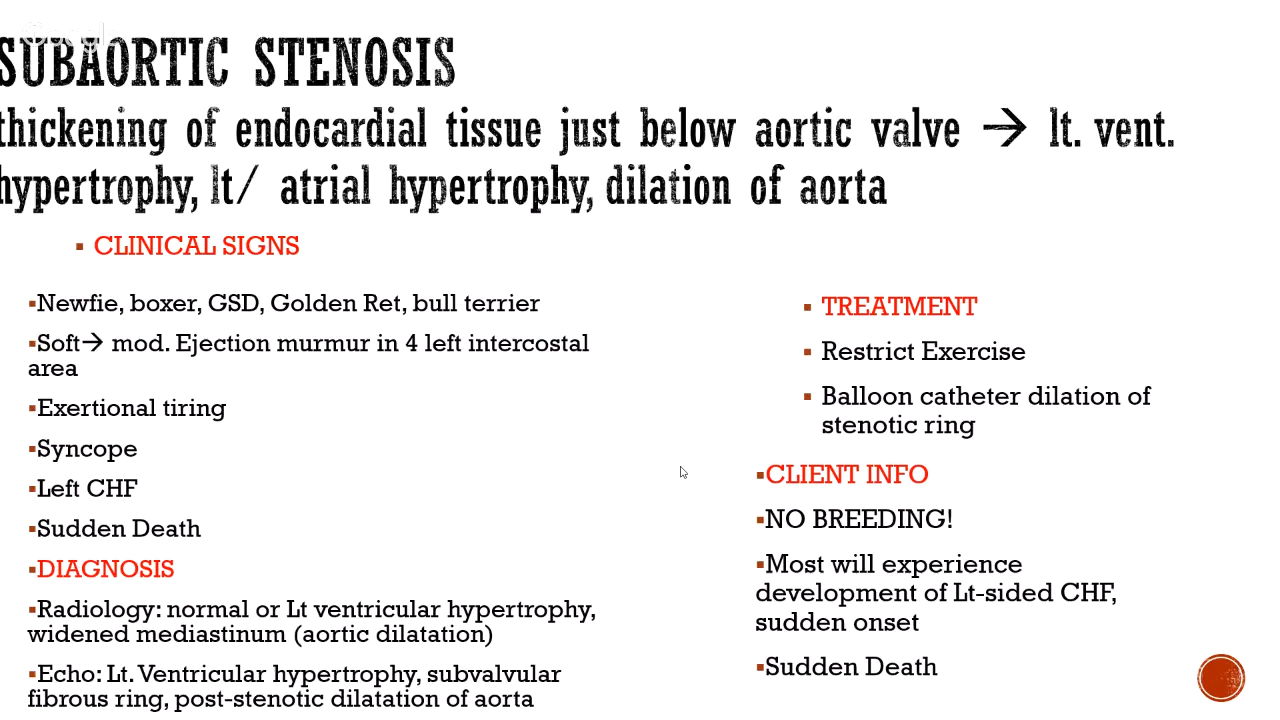 SUBAORTIC STENOSIS
thickening of endocardial tissue just below aortic valve → lt. vent.
hypertrophy, lt/ atrial hypertrophy, dilation of aorta
▪ CLINICAL SIGNS
▪Newfie, boxer, GSD, Golden Ret, bull terrier
▪Soft→ mod. Ejection murmur in 4 left intercostal
area
▪Exertional tiring
▪Syncope
▪Left CHF
▪Sudden Death
▪DIAGNOSIS
▪Radiology: normal or Lt ventricular hypertrophy,
widened mediastinum (aortic dilatation)
▪Echo: Lt. Ventricular hypertrophy, subvalvular
fibrous ring, post-stenotic dilatation of aorta
▪ TREATMENT
▪ Restrict Exercise
▪ Balloon catheter dilation of
stenotic ring
▪CLIENT INFO
▪NO BREEDING!
▪Most will experience
development of Lt-sided CHF,
sudden onset
▪Sudden Death